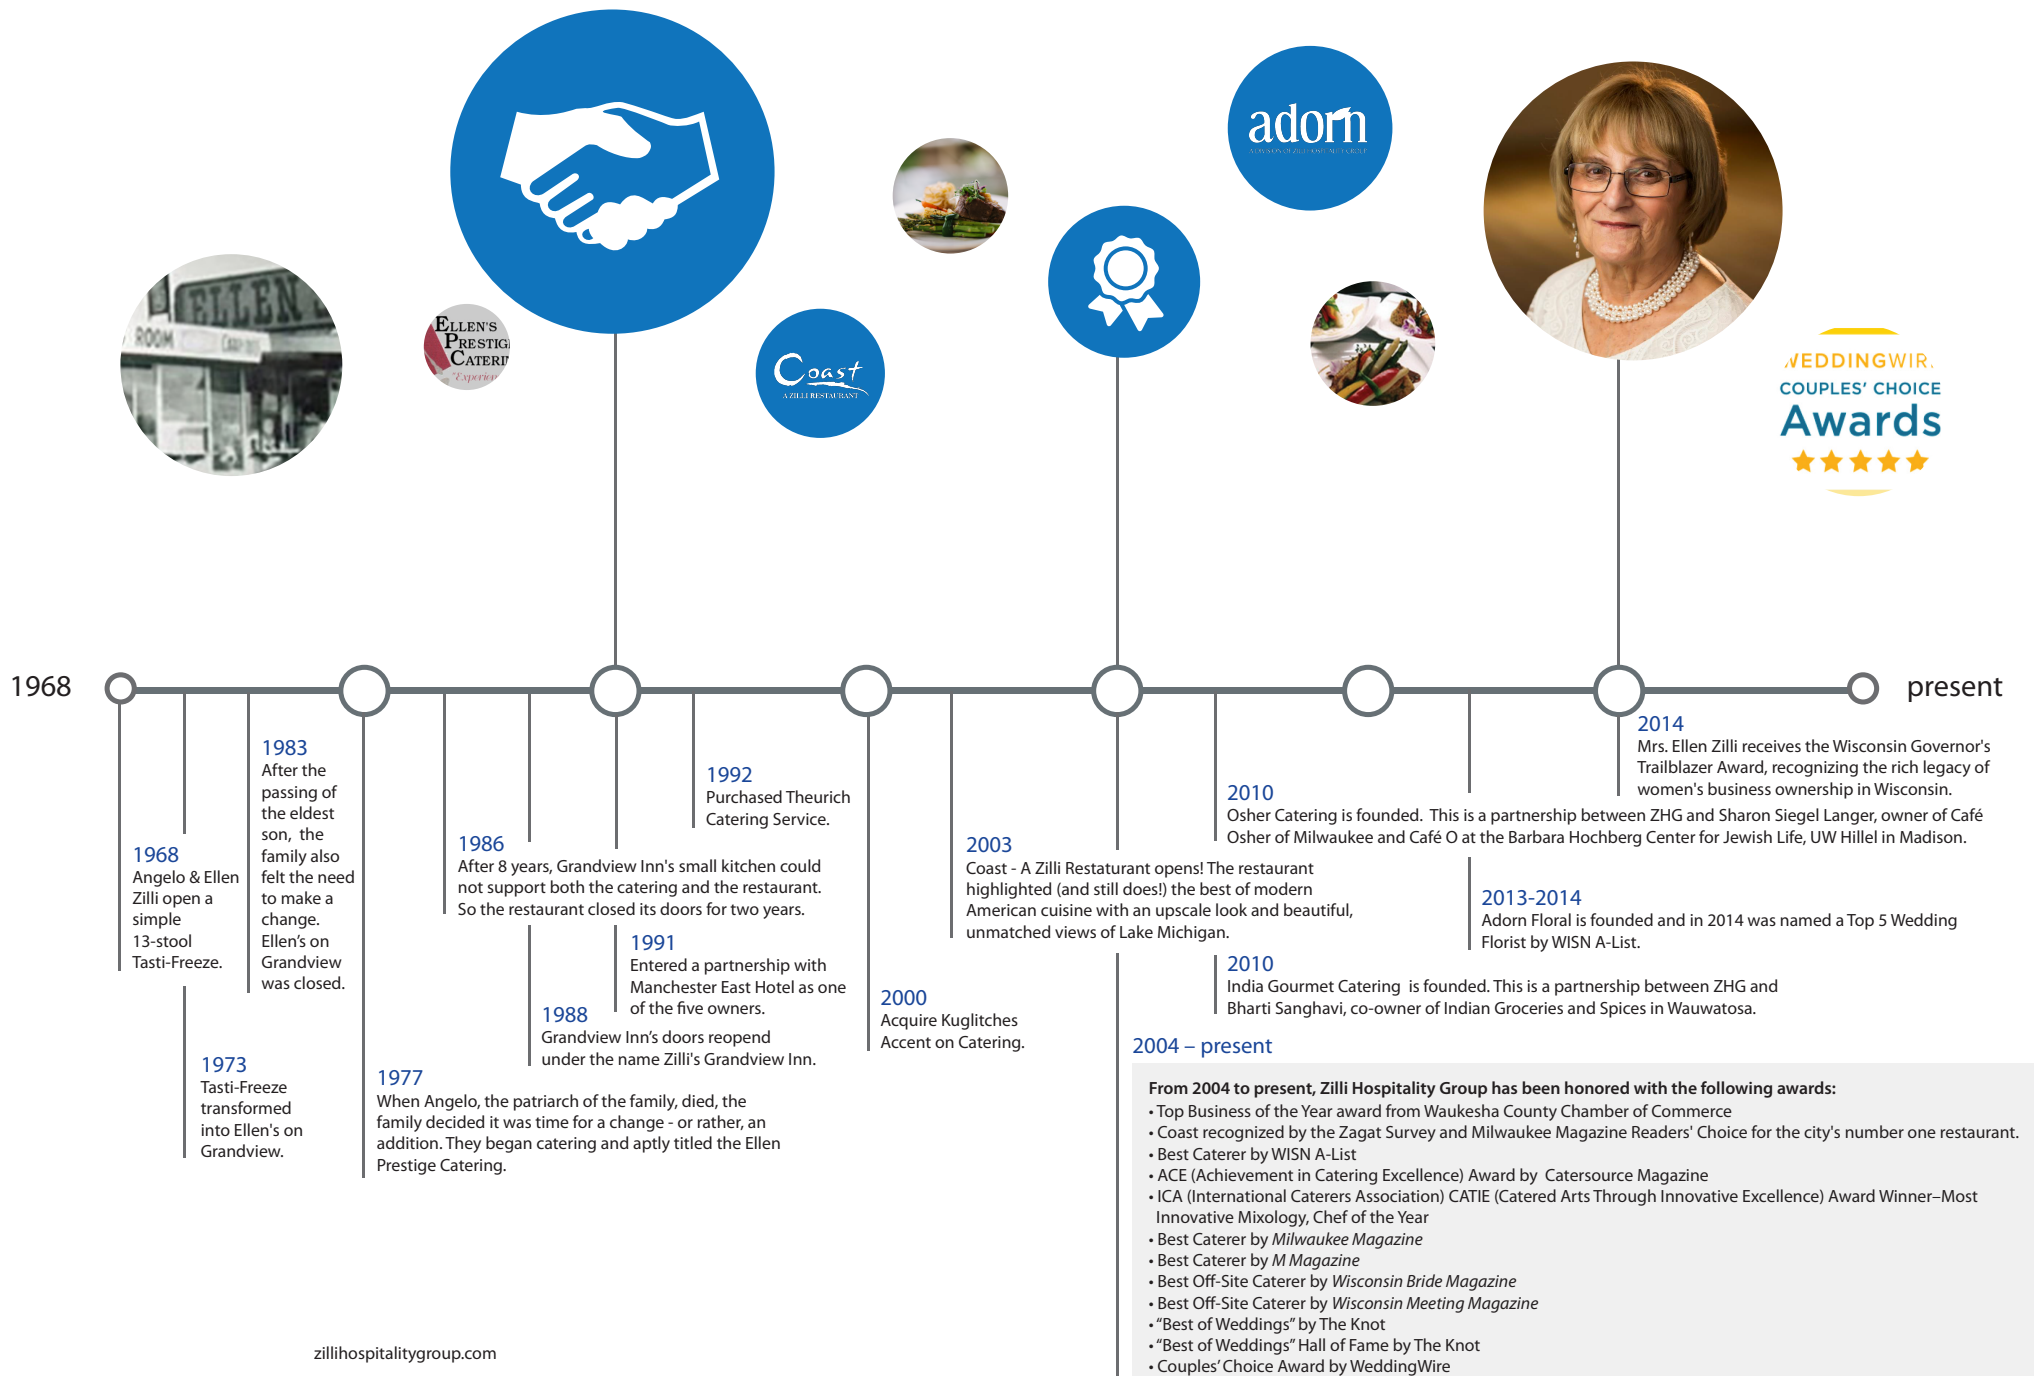 adorn
A DIVISION OF ZILLI HOSPITALITY GROUP
ELLEN'S
ROOM
ELLEN'S
PRESTIG
CATERI
"Experien
Coast
A ZILLI RESTAURANT
WEDDINGWIR
COUPLES' CHOICE
Awards
1968
present
1968
Angelo & Ellen
Zilli open a
simple
13-stool
Tasti-Freeze.
1973
Tasti-Freeze
transformed
into Ellen's on
Grandview.
1983
After the
passing of
the eldest
son, the
family also
felt the need
to make a
change.
Ellen's on
Grandview
was closed.
1977
When Angelo, the patriarch of the family, died, the
family decided it was time for a change - or rather, an
addition. They began catering and aptly titled the Ellen
Prestige Catering.
1986
After 8 years, Grandview Inn's small kitchen could
not support both the catering and the restaurant.
So the restaurant closed its doors for two years.
1988
Grandview Inn's doors reopend
under the name Zilli's Grandview Inn.
1991
Entered a partnership with
Manchester East Hotel as one
of the five owners.
1992
Purchased Theurich
Catering Service.
2000
Acquire Kuglitches
Accent on Catering.
2003
Coast - A Zilli Restaturant opens! The restaurant
highlighted (and still does!) the best of modern
American cuisine with an upscale look and beautiful,
unmatched views of Lake Michigan.
2010
Osher Catering is founded. This is a partnership between ZHG and Sharon Siegel Langer, owner of Café
Osher of Milwaukee and Café O at the Barbara Hochberg Center for Jewish Life, UW Hillel in Madison.
2010
India Gourmet Catering is founded. This is a partnership between ZHG and
Bharti Sanghavi, co-owner of Indian Groceries and Spices in Wauwatosa.
2013-2014
Adorn Floral is founded and in 2014 was named a Top 5 Wedding
Florist by WISN A-List.
2014
Mrs. Ellen Zilli receives the Wisconsin Governor's
Trailblazer Award, recognizing the rich legacy of
women's business ownership in Wisconsin.
2004 – present
From 2004 to present, Zilli Hospitality Group has been honored with the following awards:
• Top Business of the Year award from Waukesha County Chamber of Commerce
• Coast recognized by the Zagat Survey and Milwaukee Magazine Readers' Choice for the city's number one restaurant.
• Best Caterer by WISN A-List
• ACE (Achievement in Catering Excellence) Award by Catersource Magazine
• ICA (International Caterers Association) CATIE (Catered Arts Through Innovative Excellence) Award Winner–Most
Innovative Mixology, Chef of the Year
• Best Caterer by Milwaukee Magazine
• Best Caterer by M Magazine
• Best Off-Site Caterer by Wisconsin Bride Magazine
• Best Off-Site Caterer by Wisconsin Meeting Magazine
• "Best of Weddings" by The Knot
• "Best of Weddings" Hall of Fame by The Knot
• Couples' Choice Award by WeddingWire
zillihospitalitygroup.com